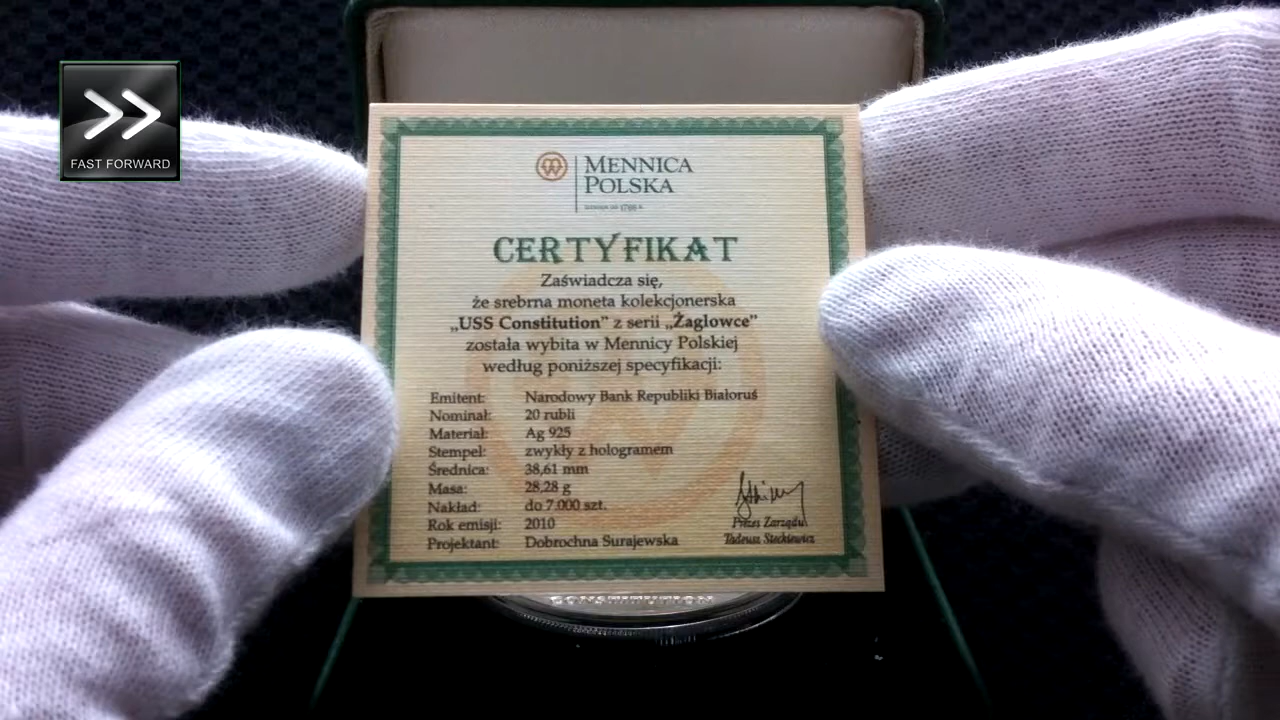 FAST FORWARD
MENNICA
POLSKA
CERTYFIKAT
Zaświadcza się,
że srebrna moneta kolekcjonerska
„USS Constitution” z serii „Żaglowce”
została wybita w Mennicy Polskiej
według poniższej specyfikacji:
Emitent: Narodowy Bank Republiki Białoruś
Nominał: 20 rubli
Materiał: Ag 925
Stempel: zwykły z hologramem
Średnica: 38,61 mm
Masa: 28,28 g
Nakład: do 7.000 szt.
Rok emisji: 2010
Projektant: Dobrochna Surajewska
Prezes Zarządu
Tadeusz Steckiewicz